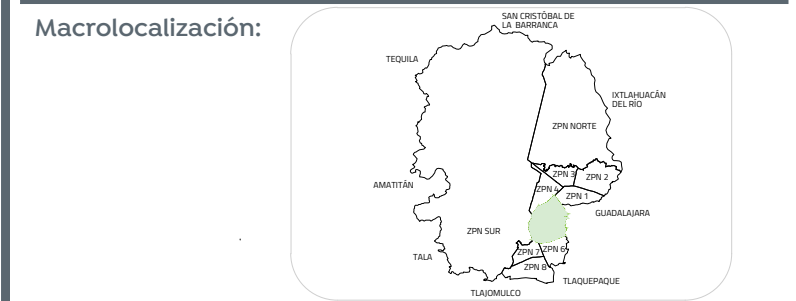 Macrolocalización:
SAN CRISTÓBAL DE
LA BARRANCA
TEQUILA
IXTLAHUACÁN
DEL RÍO
ZPN NORTE
ZPN 3
ZPN 2
AMATITÁN
ZPN 4
ZPN 1
GUADALAJARA
ZPN SUR
ZPN 7
ZPN 6
TALA
ZPN 8
TLAQUEPAQUE
TLAJOMULCO